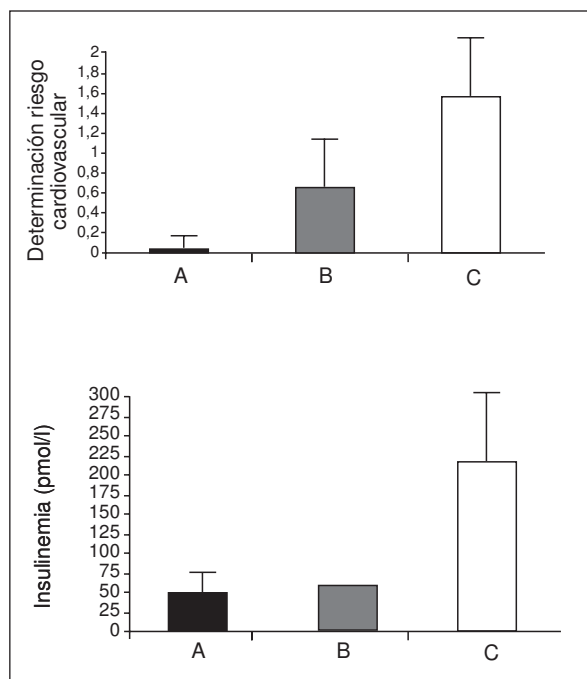 Determinación riesgo
cardiovascular
2
1,8
1,6
1,4
1,2
1
0,8
0,6
0,4
0,2
0
A
B
C
Insulinemia (pmol/l)
300
275
250
225
200
175
150
125
100
75
50
25
0
A
B
C